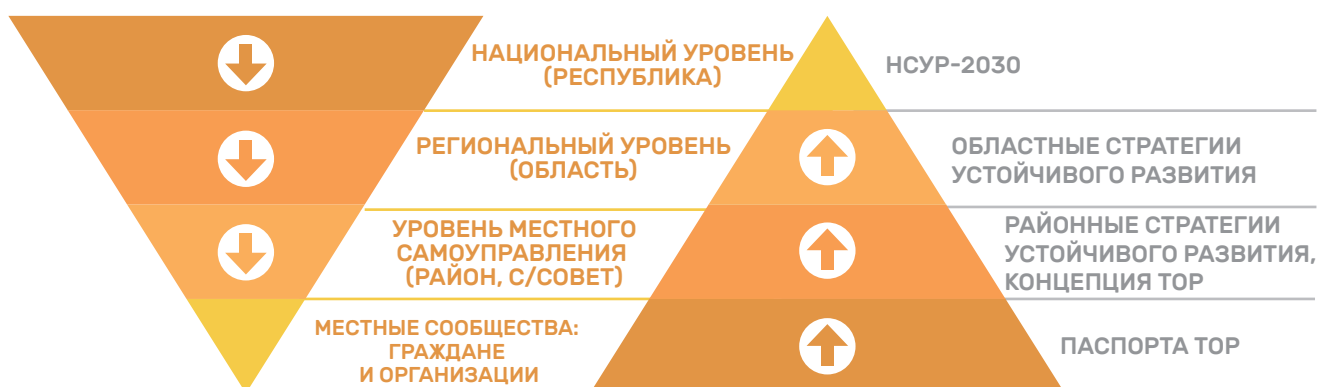 НАЦИОНАЛЬНЫЙ УРОВЕНЬ
(РЕСПУБЛИКА)
НСУР-2030
РЕГИОНАЛЬНЫЙ УРОВЕНЬ
(ОБЛАСТЬ)
ОБЛАСТНЫЕ СТРАТЕГИИ
УСТОЙЧИВОГО РАЗВИТИЯ
УРОВЕНЬ МЕСТНОГО
САМОУПРАВЛЕНИЯ
(РАЙОН, С/СОВЕТ)
РАЙОННЫЕ СТРАТЕГИИ
УСТОЙЧИВОГО РАЗВИТИЯ,
КОНЦЕПЦИЯ ТОР
МЕСТНЫЕ СООБЩЕСТВА:
ГРАЖДАНЕ
И ОРГАНИЗАЦИИ
ПАСПОРТА ТОР